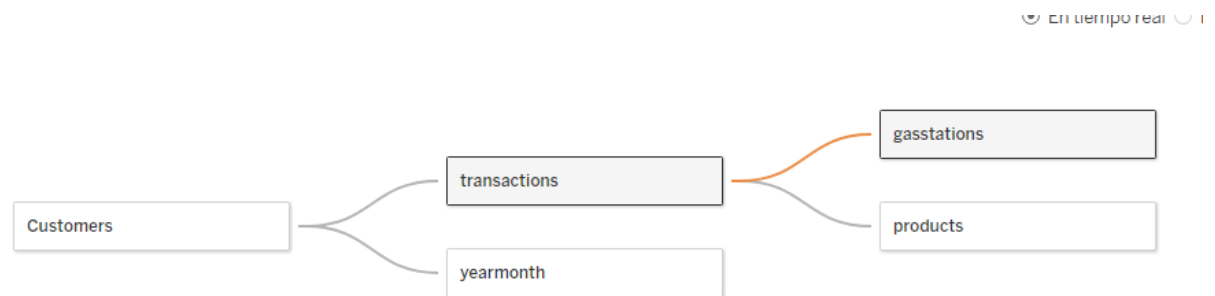 En tiempo real
gasstations
transactions
Customers
products
yearmonth